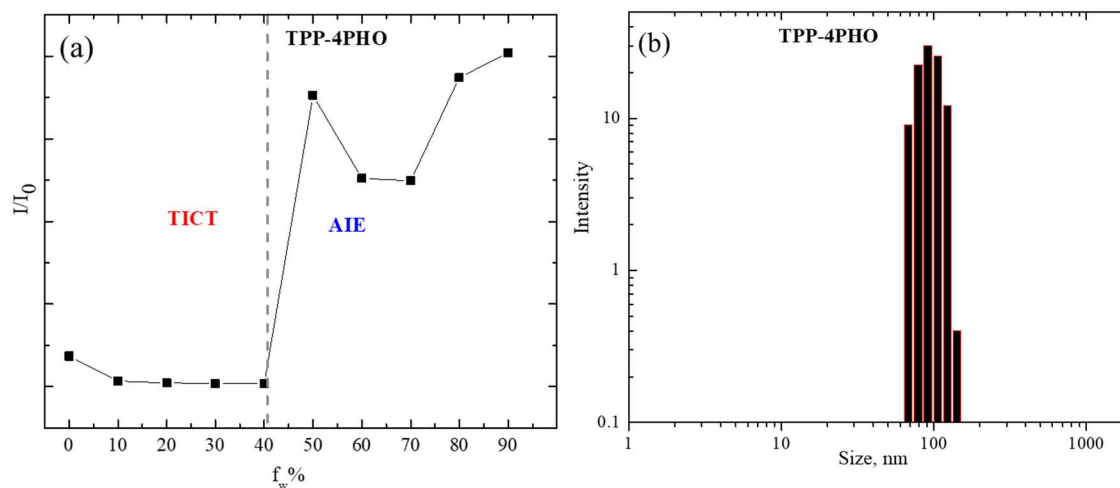 (a)
TPP-4PHO
I/I0
TICT
AIE
0 10 20 30 40 50 60 70 80 90
fw%
(b)
TPP-4PHO
Intensity
10
1
0.1
1 10 100 1000
Size, nm